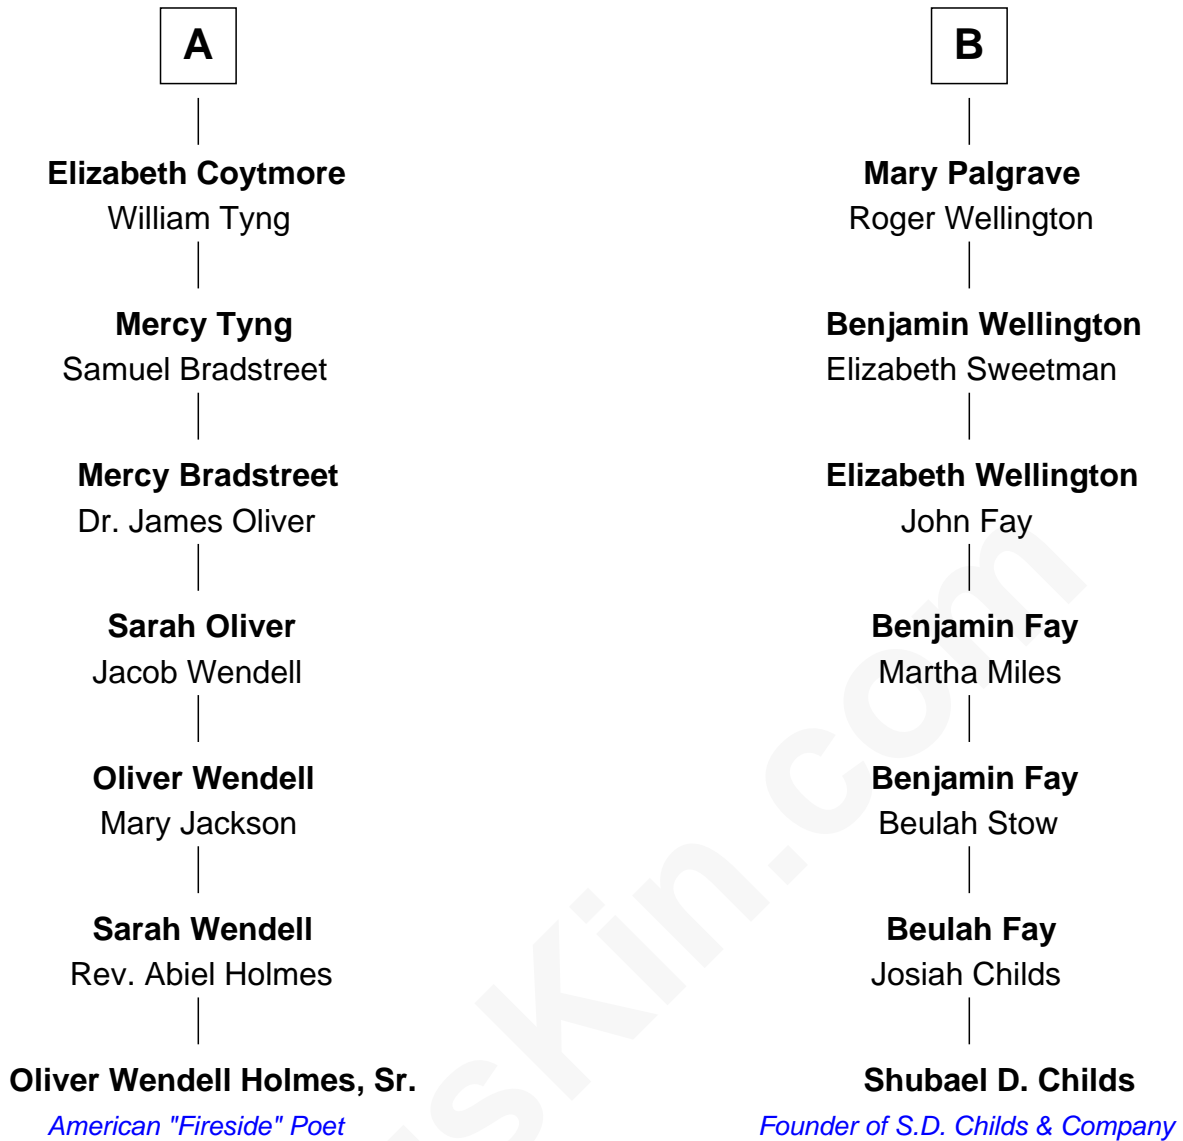 A
Elizabeth Coytmore
William Tyng
Mercy Tyng
Samuel Bradstreet
Mercy Bradstreet
Dr. James Oliver
Sarah Oliver
Jacob Wendell
Oliver Wendell
Mary Jackson
Sarah Wendell
Rev. Abiel Holmes
Oliver Wendell Holmes, Sr.
American "Fireside" Poet
B
Mary Palgrave
Roger Wellington
Benjamin Wellington
Elizabeth Sweetman
Elizabeth Wellington
John Fay
Benjamin Fay
Martha Miles
Benjamin Fay
Beulah Stow
Beulah Fay
Josiah Childs
Shubael D. Childs
Founder of S.D. Childs & Company